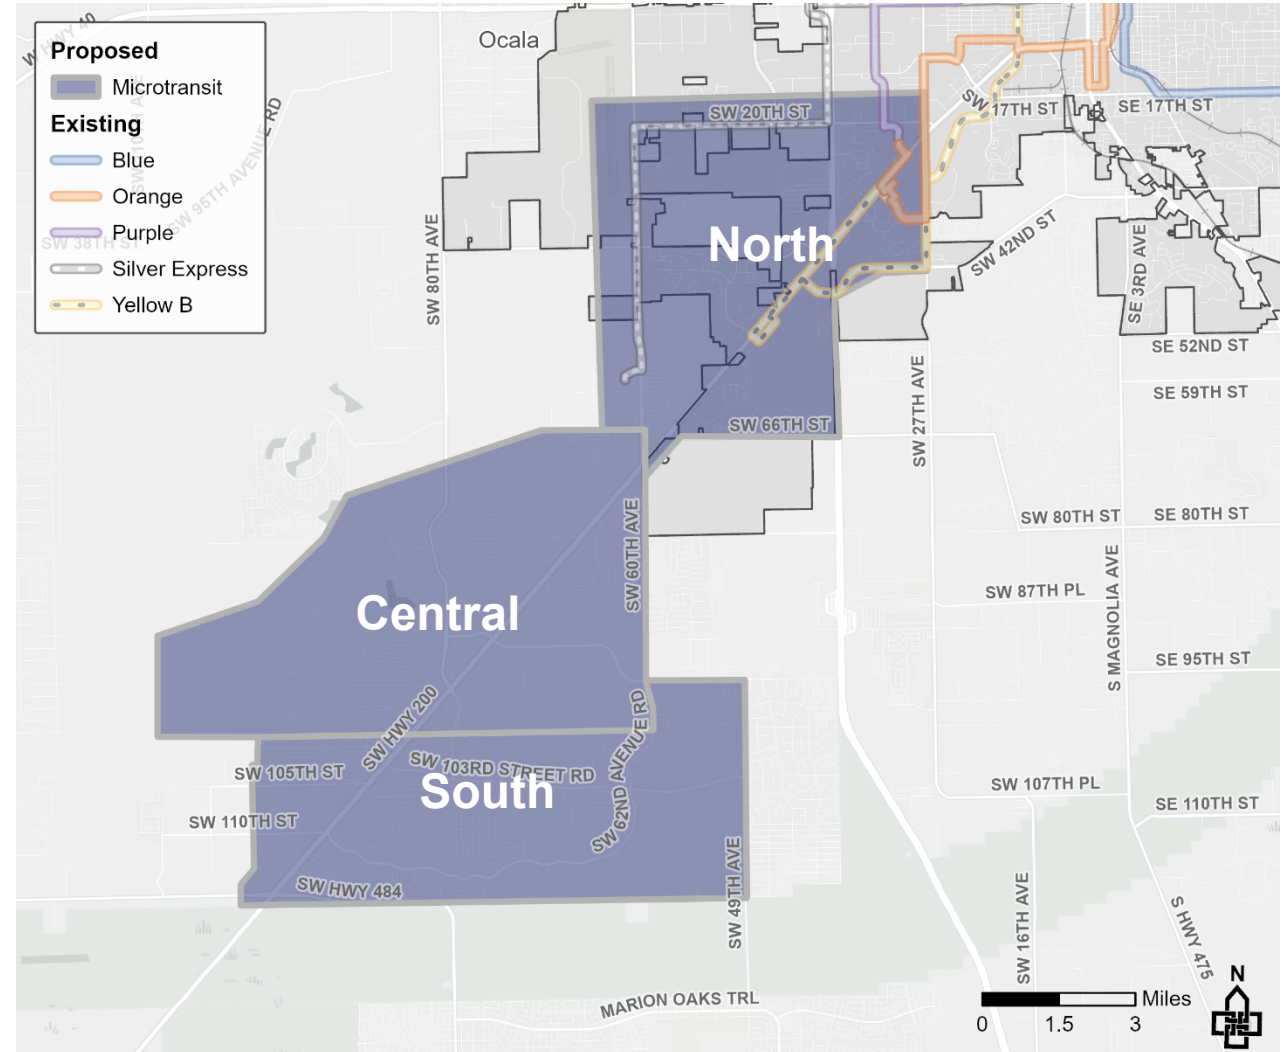 W HWY 40
Proposed
Microtransit
Existing
Blue
Orange
Purple
Silver Express
Yellow B
SW 95TH AVENUE RD
SW 38TH ST
Ocala
SW 20TH ST
SW 17TH ST
SE 17TH ST
SW 80TH AVE
North
SW 42ND ST
SE 3RD AVE
SE 52ND ST
SE 59TH ST
SW 27TH AVE
SW 66TH ST
SW 60TH AVE
SW 80TH ST
SE 80TH ST
SW 87TH PL
S MAGNOLIA AVE
Central
SE 95TH ST
SW HWY 200
SW 62ND AVENUE RD
SW 105TH ST
SW 103RD STREET RD
South
SW 107TH PL
SE 110TH ST
SW 110TH ST
SW HWY 484
SW 49TH AVE
SW 16TH AVE
S HWY 475
MARION OAKS TRL
N
Miles
0 1.5 3